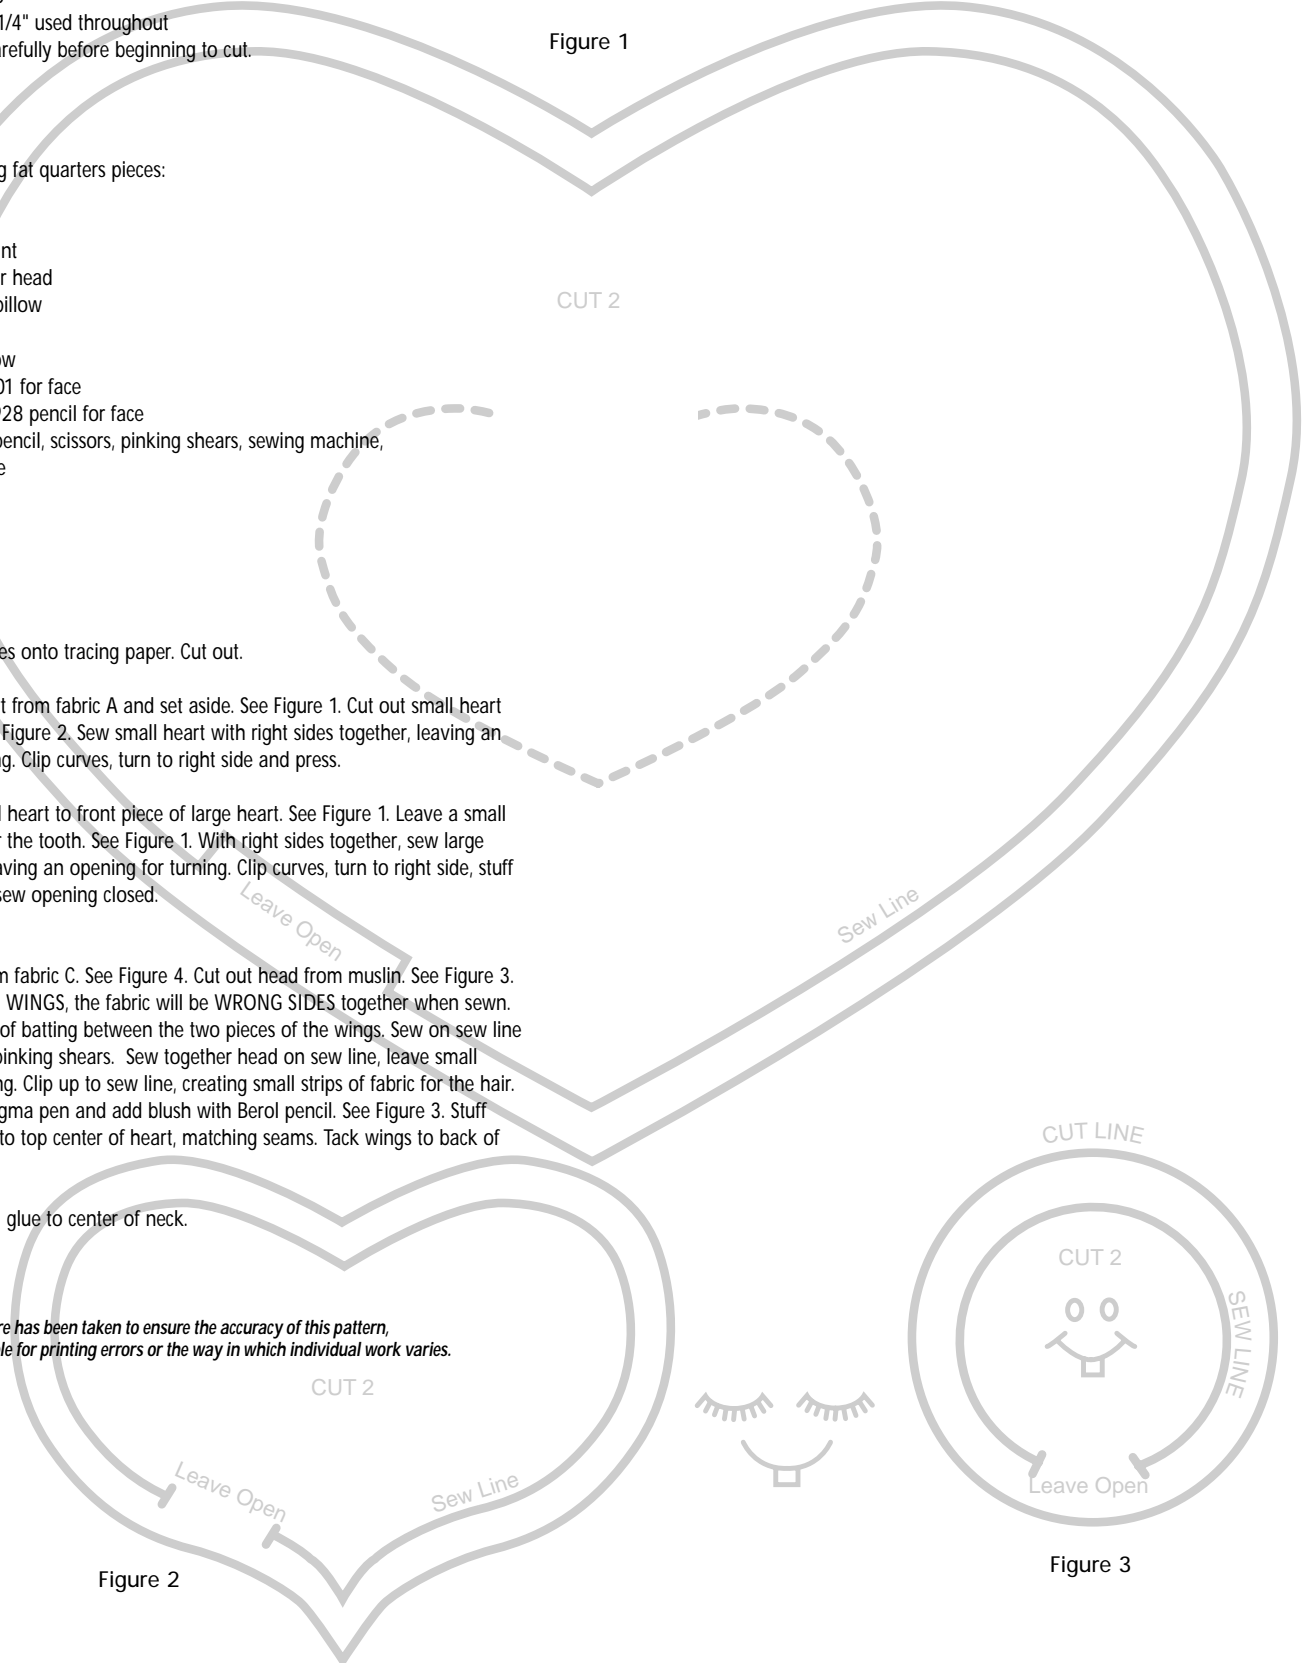 1/4" used throughout
refully before beginning to cut.
Figure 1
g fat quarters pieces:
nt
r head
pillow
ow
01 for face
928 pencil for face
pencil, scissors, pinking shears, sewing machine,
e
CUT 2
es onto tracing paper. Cut out.
t from fabric A and set aside. See Figure 1. Cut out small heart
Figure 2. Sew small heart with right sides together, leaving an
g. Clip curves, turn to right side and press.
l heart to front piece of large heart. See Figure 1. Leave a small
r the tooth. See Figure 1. With right sides together, sew large
aving an opening for turning. Clip curves, turn to right side, stuff
sew opening closed.
Leave Open
Sew Line
m fabric C. See Figure 4. Cut out head from muslin. See Figure 3.
WINGS, the fabric will be WRONG SIDES together when sewn.
of batting between the two pieces of the wings. Sew on sew line
pinking shears. Sew together head on sew line, leave small
ng. Clip up to sew line, creating small strips of fabric for the hair.
gma pen and add blush with Berol pencil. See Figure 3. Stuff
to top center of heart, matching seams. Tack wings to back of
glue to center of neck.
re has been taken to ensure the accuracy of this pattern,
le for printing errors or the way in which individual work varies.
CUT 2
Leave Open
Sew Line
Figure 2
CUT LINE
CUT 2
SEW LINE
Leave Open
Figure 3